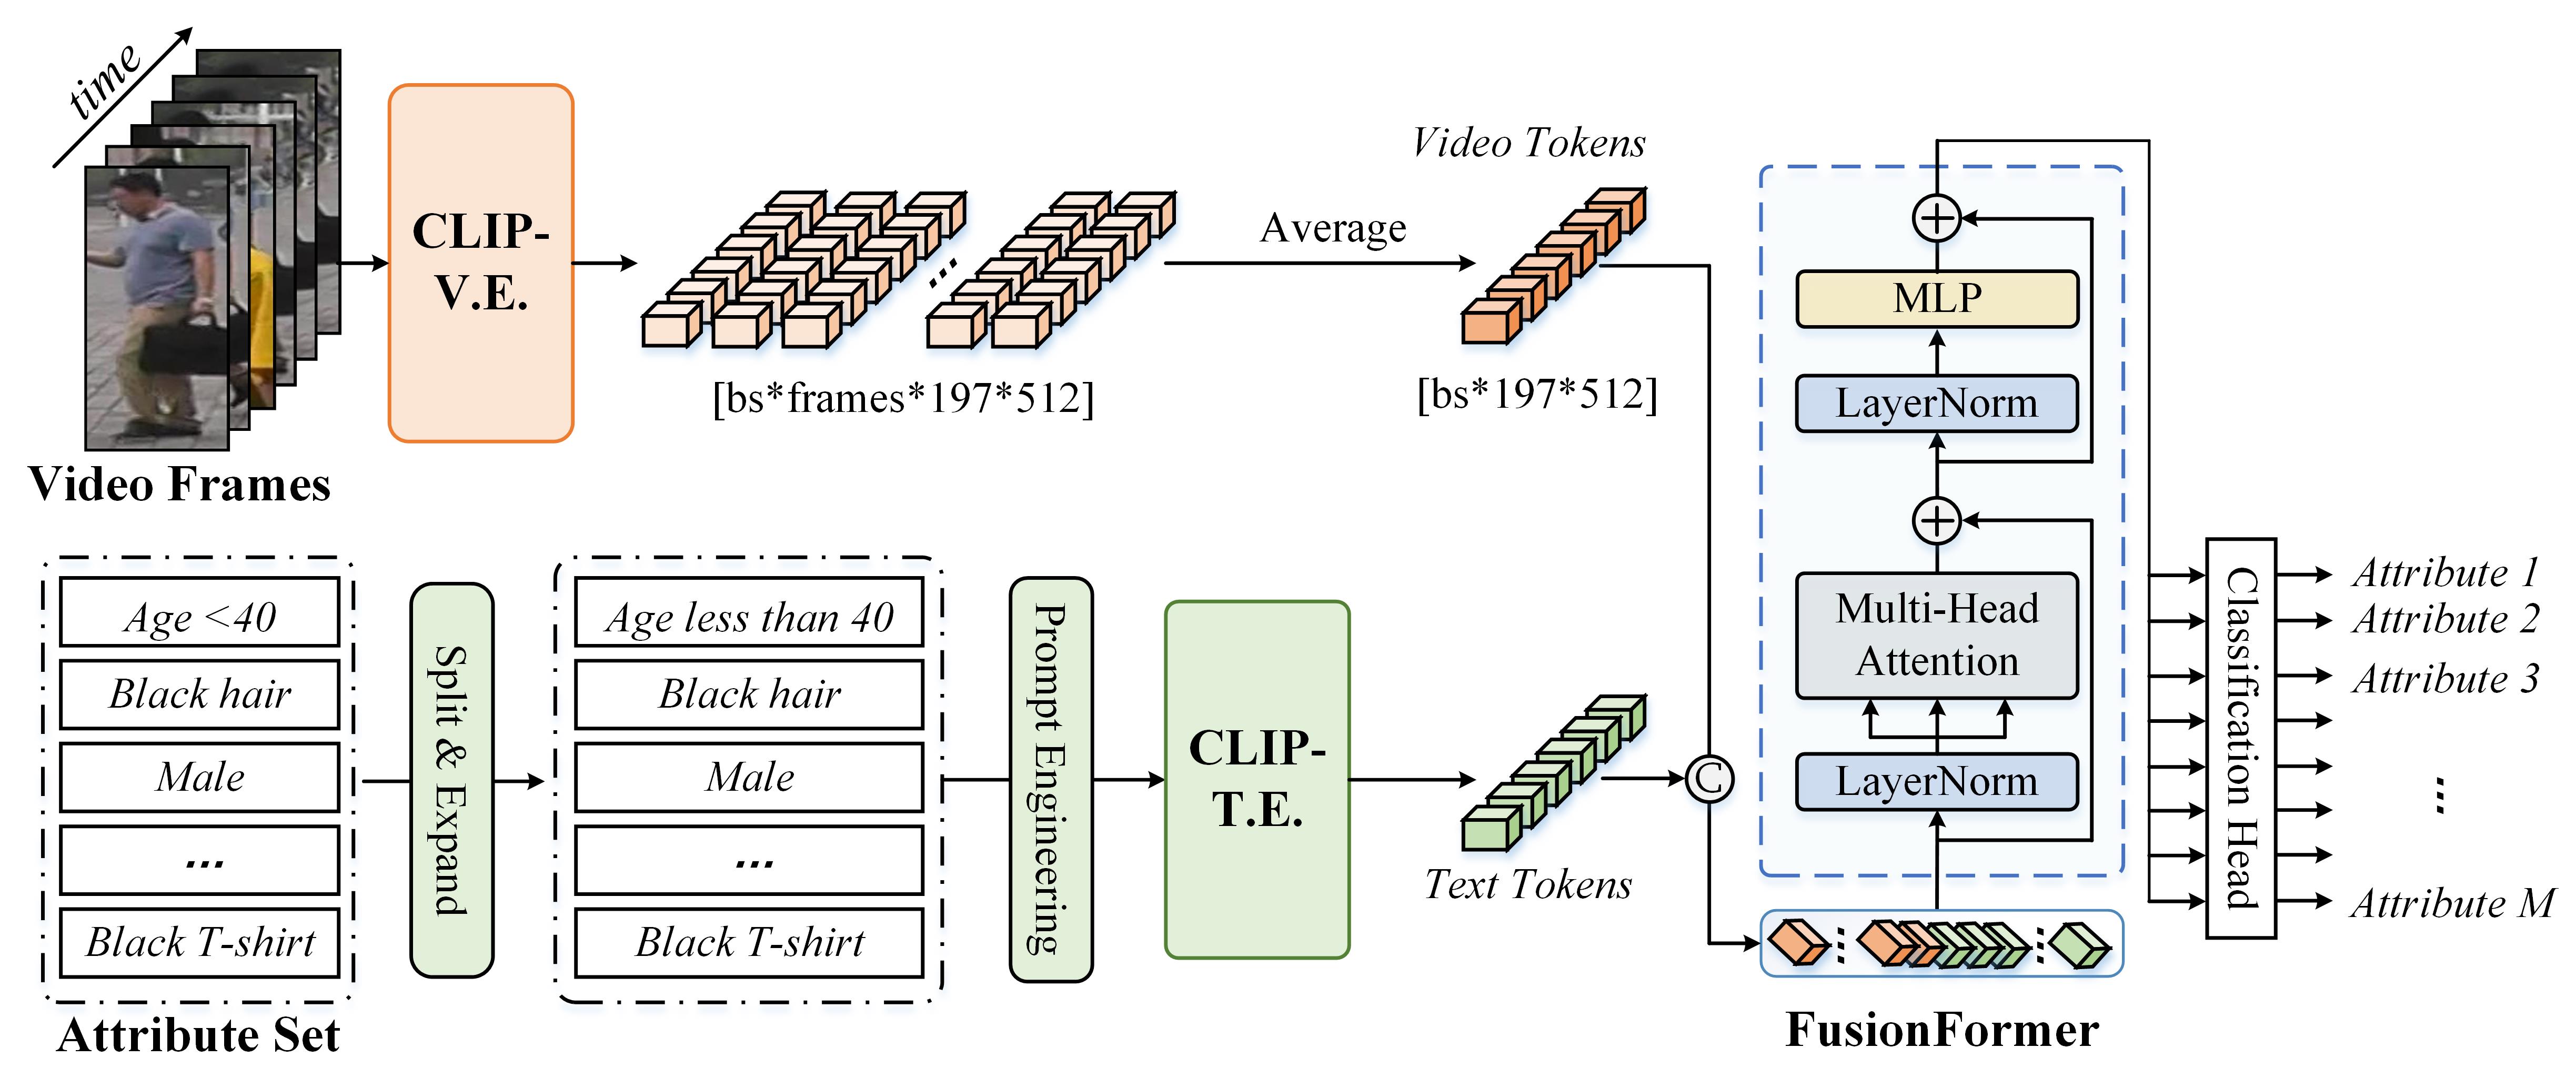 time
CLIP-
V.E.
Video Frames
[bs*frames*197*512]
Average
Video Tokens
[bs*197*512]
Age <40
Black hair
Male
...
Black T-shirt
Attribute Set
Split & Expand
Age less than 40
Black hair
Male
...
Black T-shirt
Prompt Engineering
CLIP-
T.E.
Text Tokens
C
MLP
LayerNorm
Multi-Head
Attention
LayerNorm
FusionFormer
Classification Head
Attribute 1
Attribute 2
Attribute 3
Attribute M